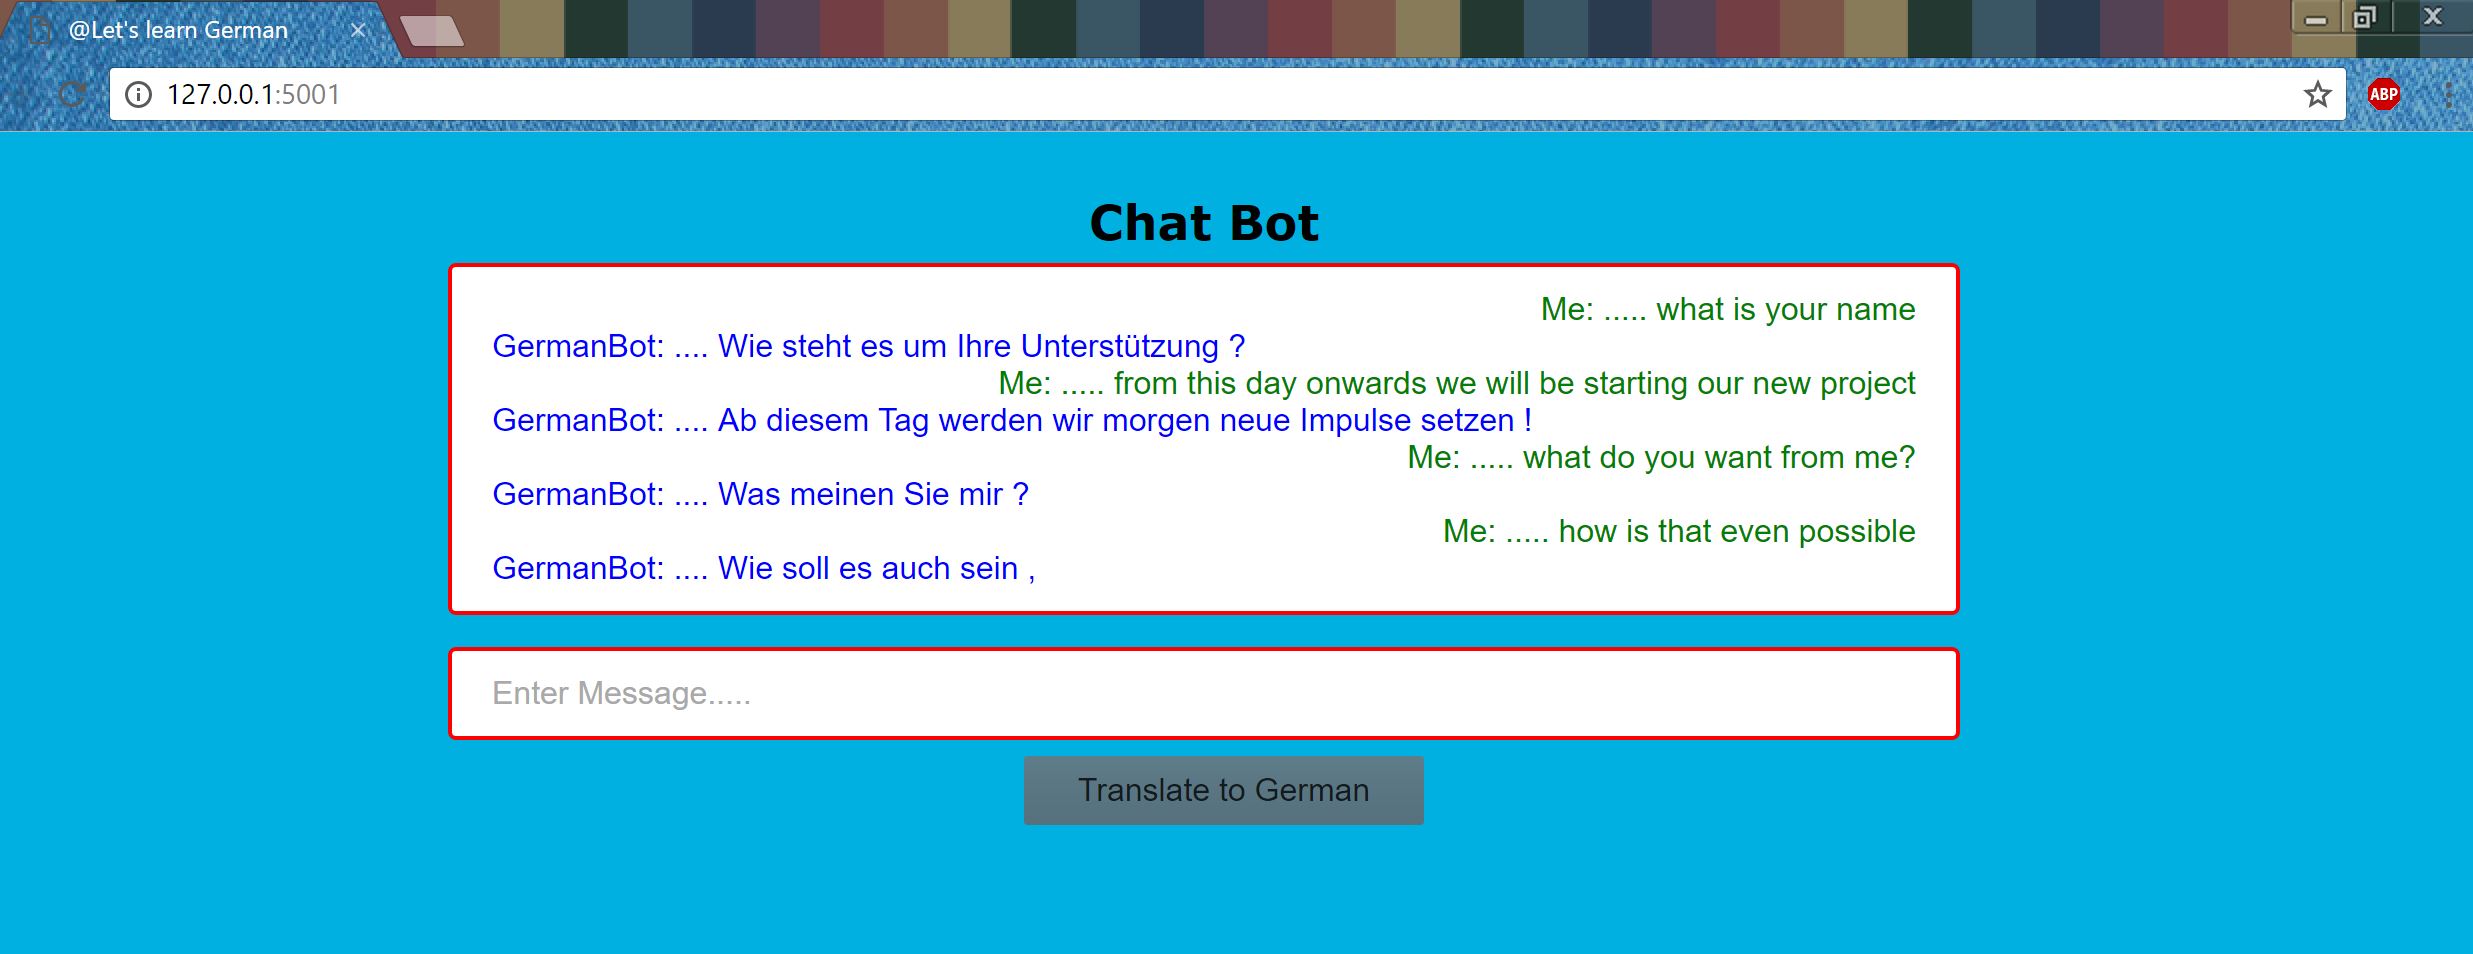 @Let's learn German
127.0.0.1:5001
ABP
Chat Bot
Me: ..... what is your name
GermanBot: .... Wie steht es um Ihre Unterstützung ?
Me: ..... from this day onwards we will be starting our new project
GermanBot: .... Ab diesem Tag werden wir morgen neue Impulse setzen !
Me: ..... what do you want from me?
GermanBot: .... Was meinen Sie mir ?
Me: ..... how is that even possible
GermanBot: .... Wie soll es auch sein ,
Enter Message.....
Translate to German